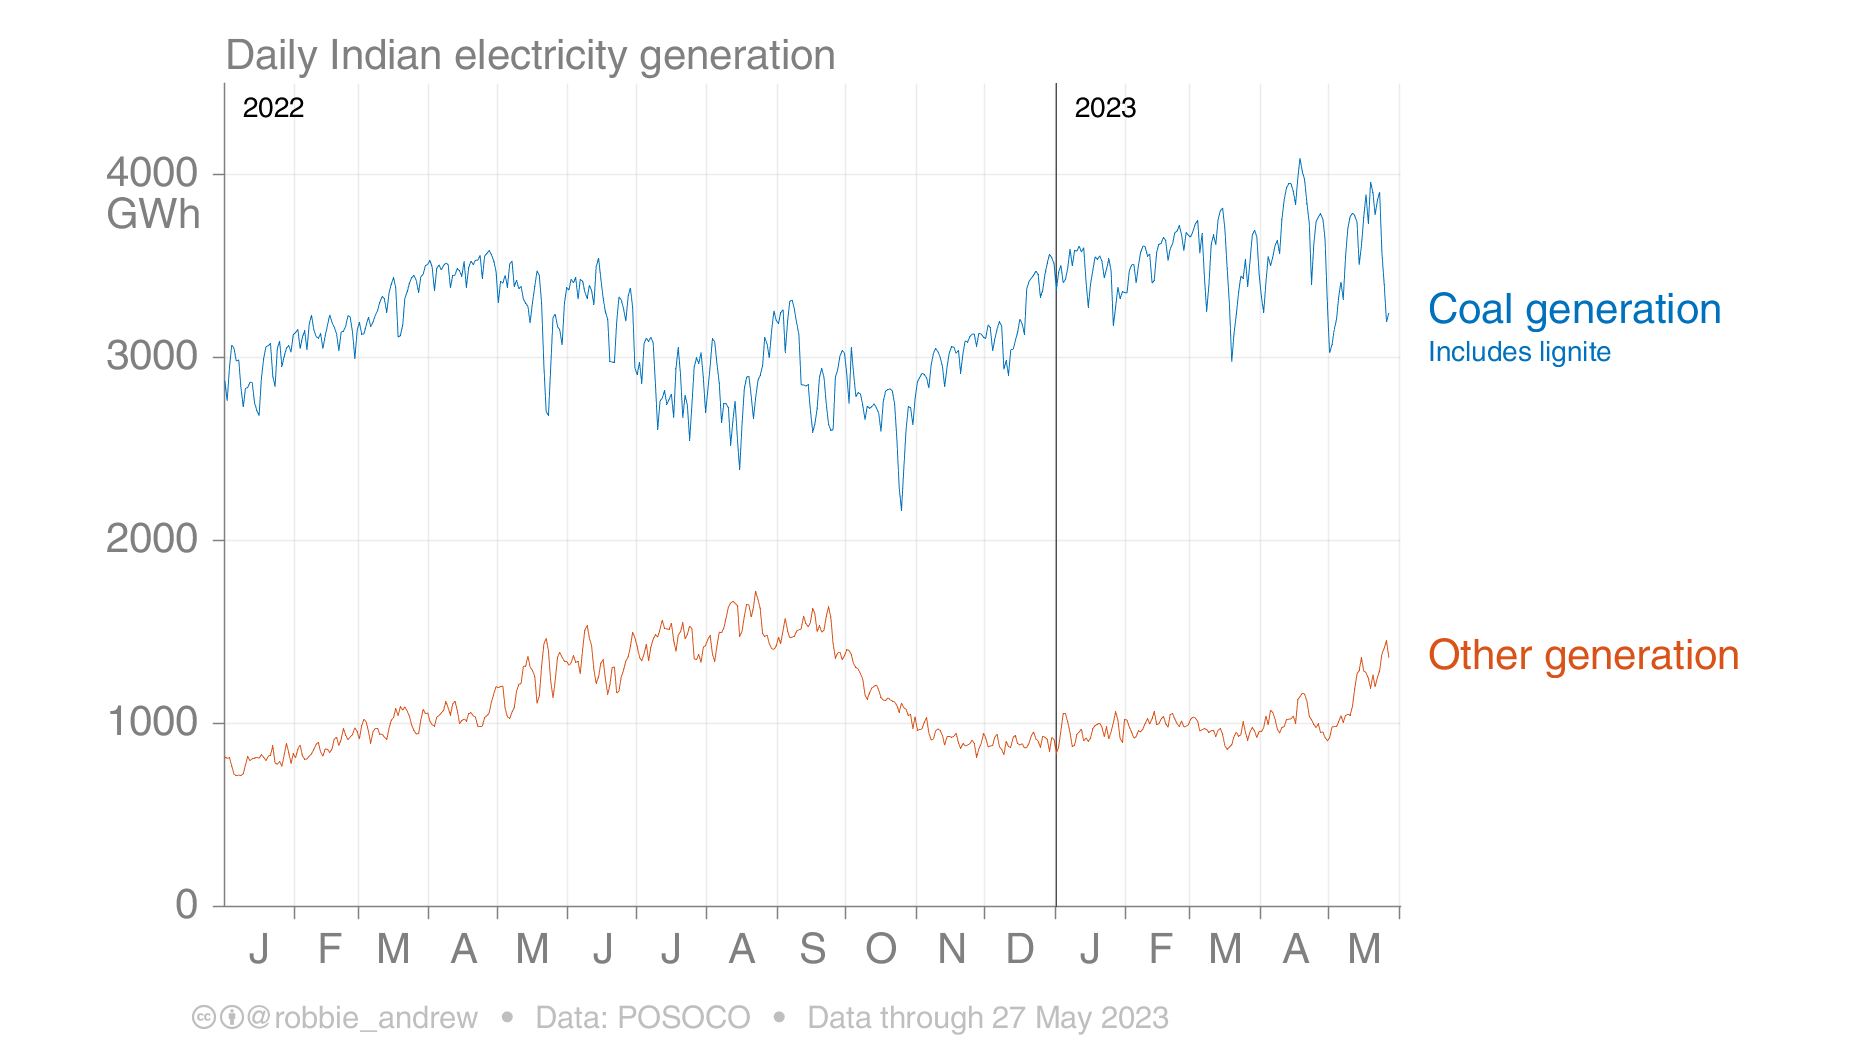 Daily Indian electricity generation
2022
2023
4000
GWh
3000
2000
1000
0
Coal generation
Includes lignite
Other generation
J F M A M J J A S O N D J F M A M
cc @robbie_andrew • Data: POSOCO • Data through 27 May 2023